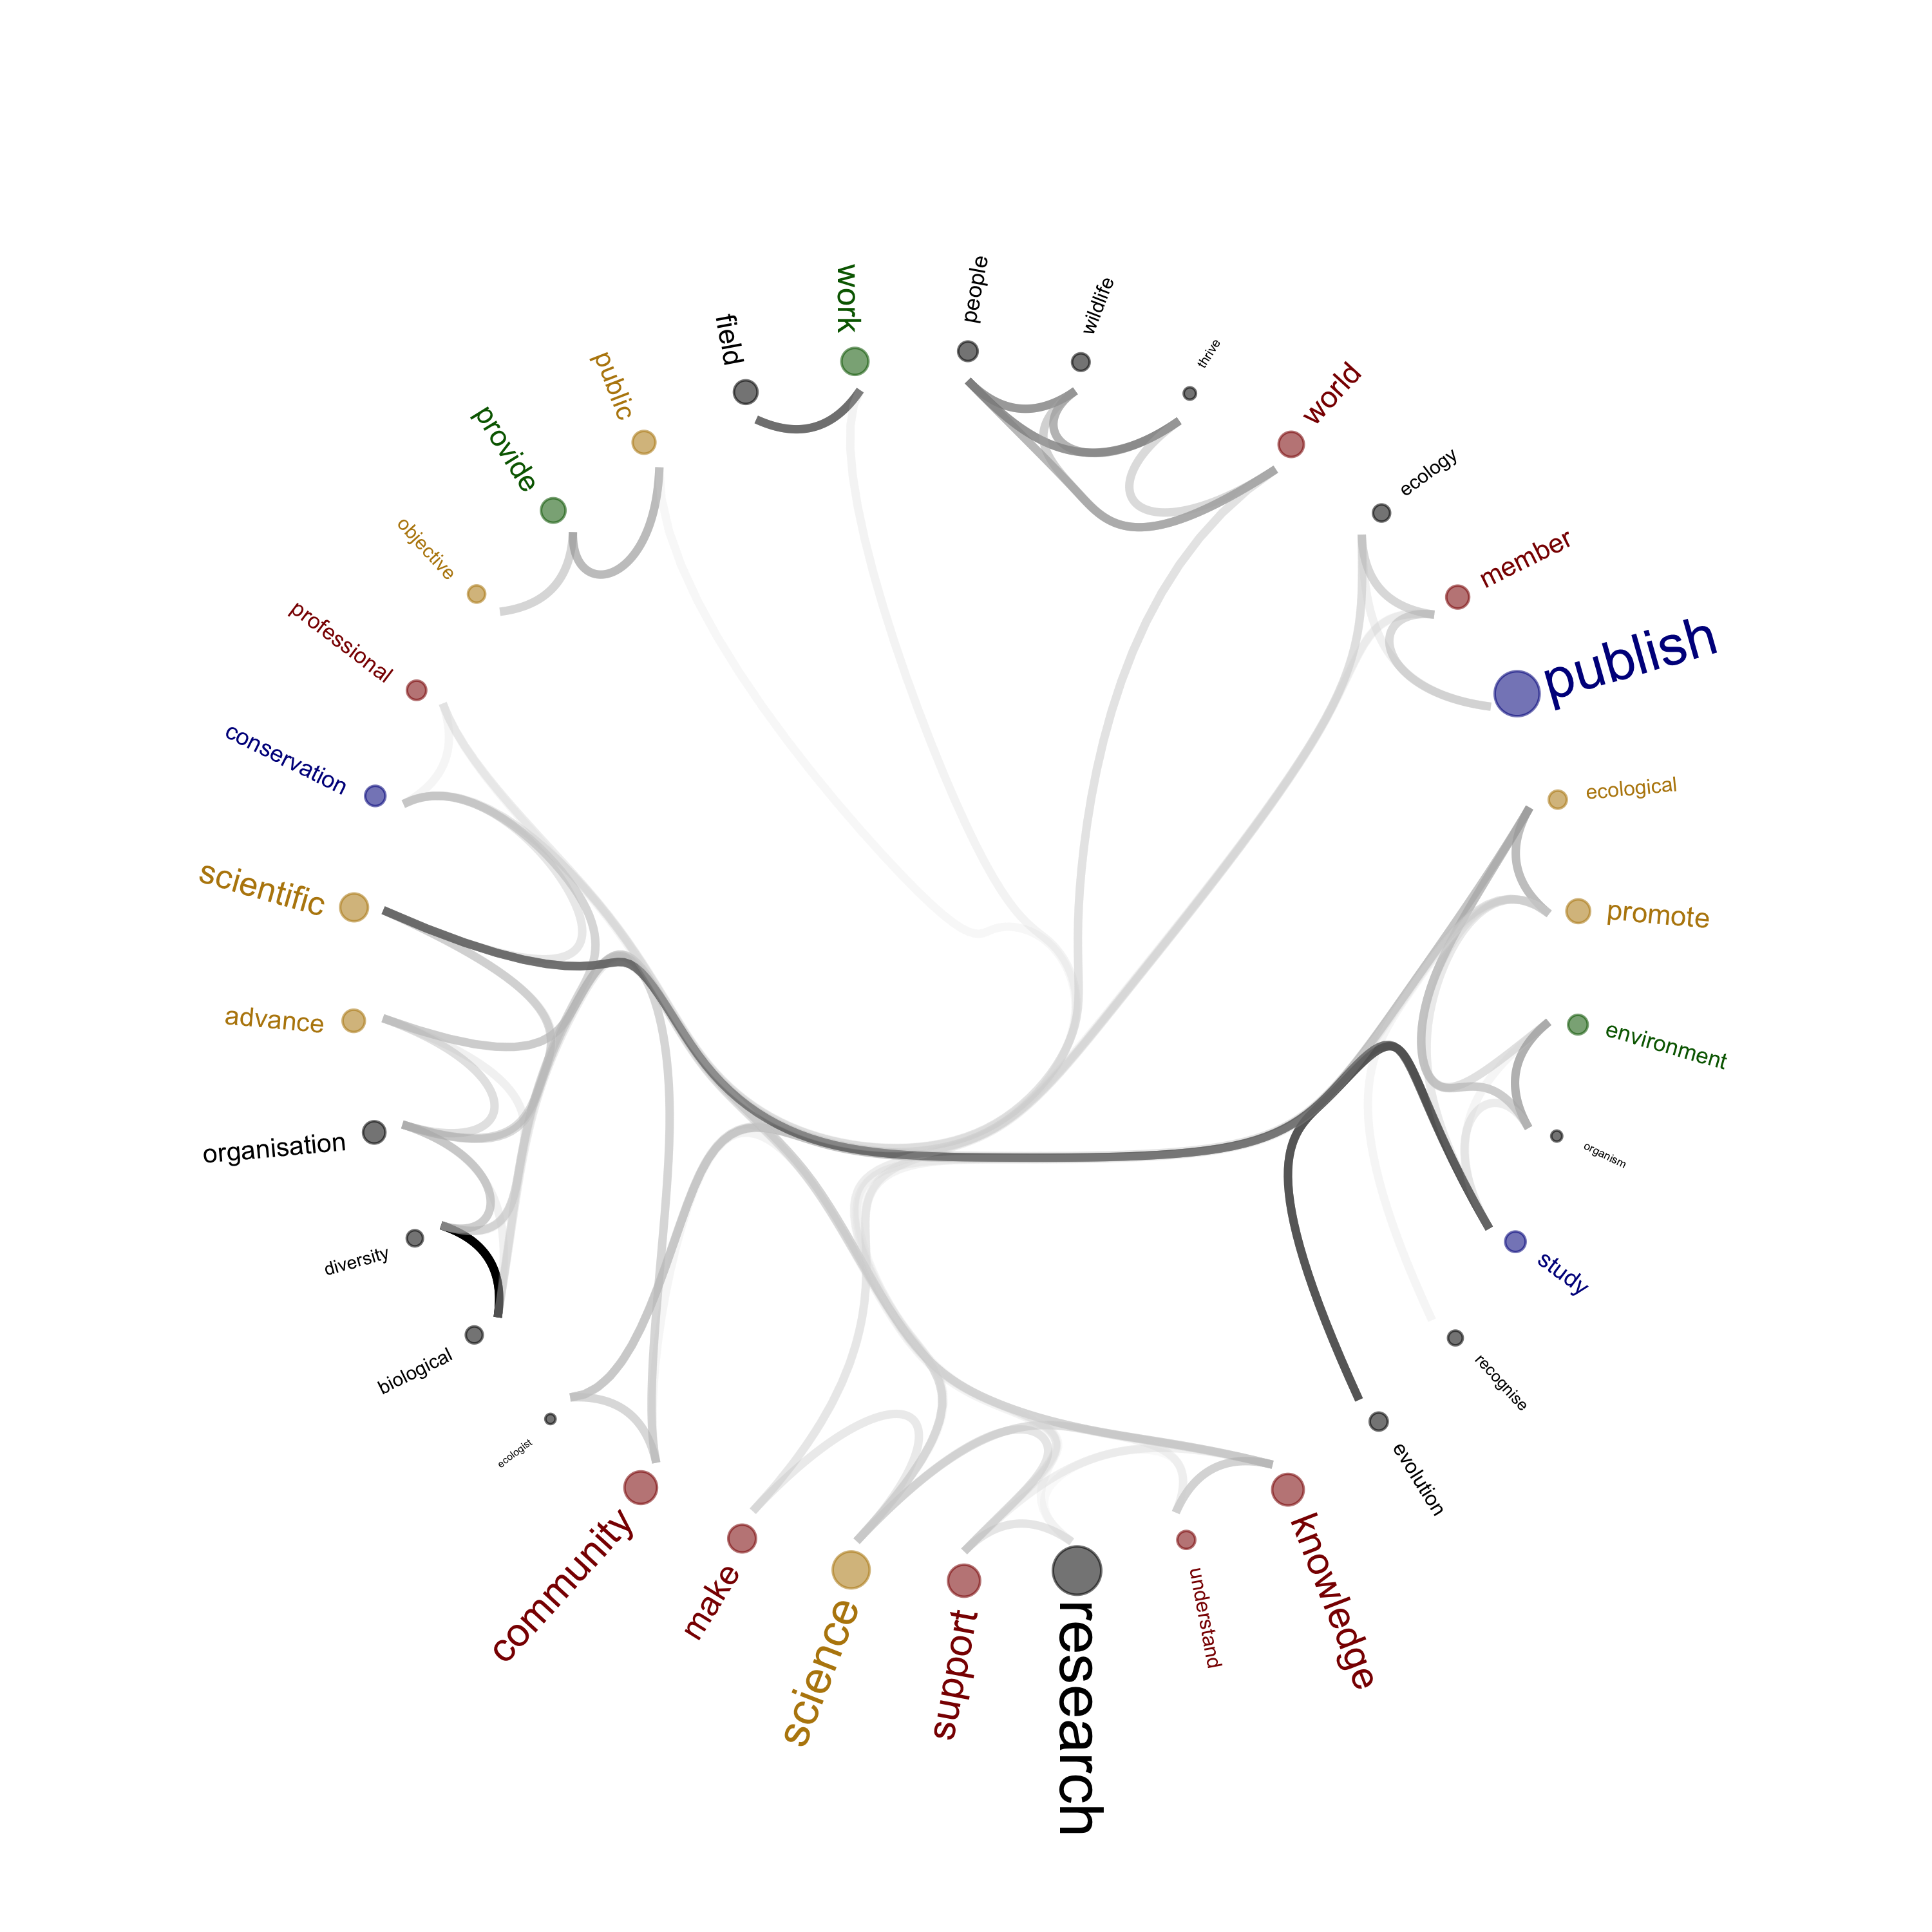 people
wildlife
thrive
world
ecology
member
publish
ecological
promote
environment
organism
study
recognise
evolution
knowledge
understand
research
support
science
make
community
ecologist
biological
diversity
organisation
advance
scientific
conservation
professional
objective
provide
public
field
work